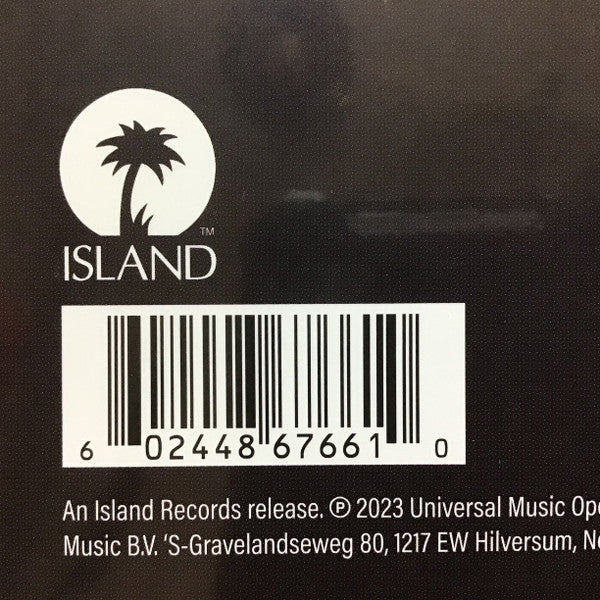 TM
ISLAND
6 02448 67661 0
An Island Records release. ℗ 2023 Universal Music Ope
Music B.V. 'S-Gravelandseweg 80, 1217 EW Hilversum, Ne